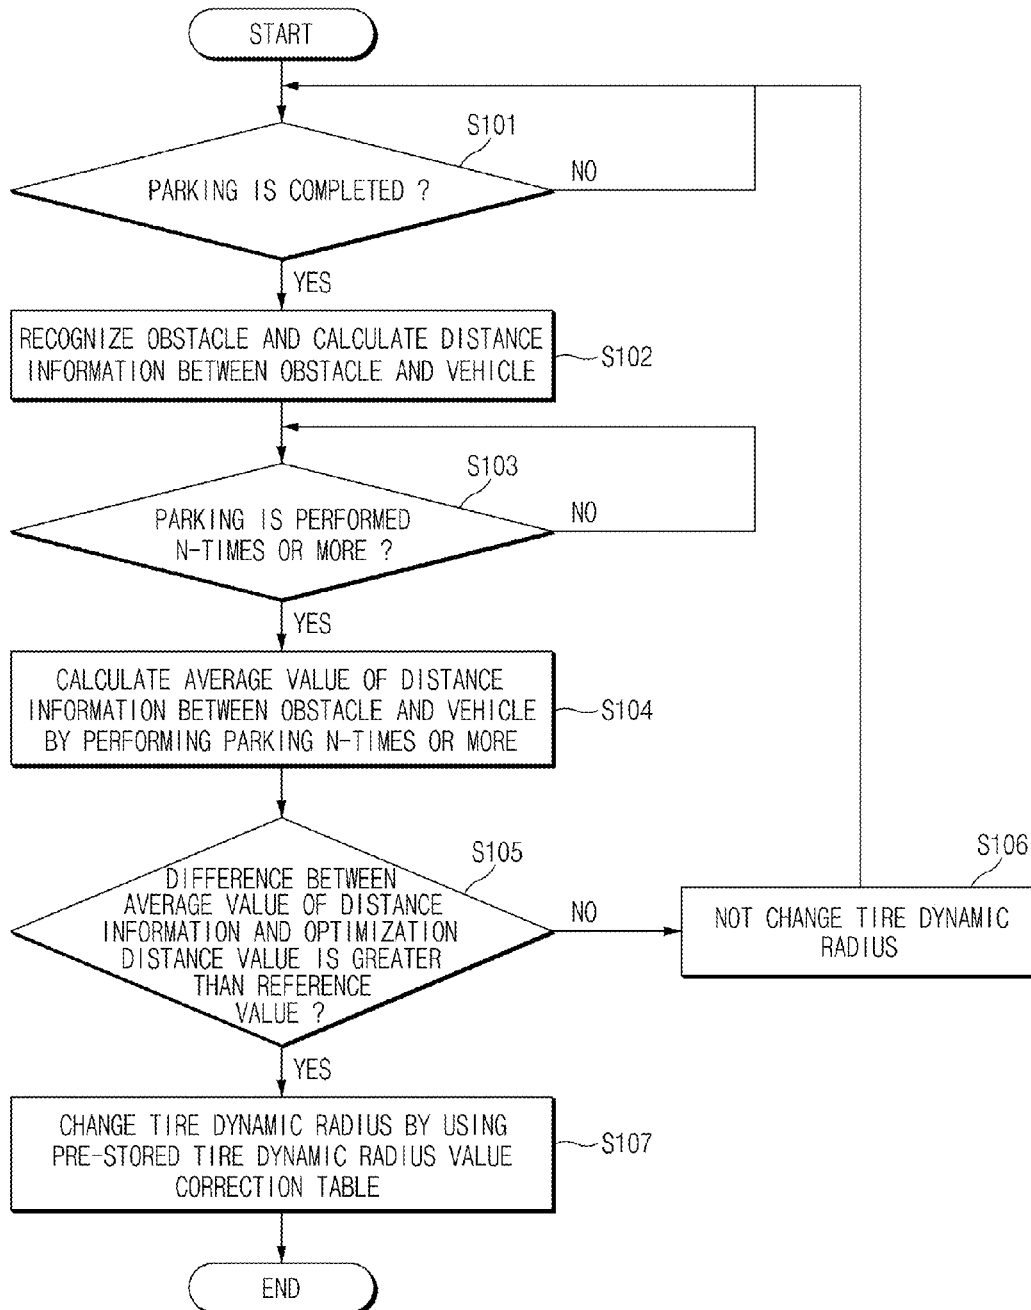 START
S101
PARKING IS COMPLETED ?
NO
YES
RECOGNIZE OBSTACLE AND CALCULATE DISTANCE
INFORMATION BETWEEN OBSTACLE AND VEHICLE
S102
S103
PARKING IS PERFORMED
N-TIMES OR MORE ?
NO
YES
CALCULATE AVERAGE VALUE OF DISTANCE
INFORMATION BETWEEN OBSTACLE AND VEHICLE
BY PERFORMING PARKING N-TIMES OR MORE
S104
S105
DIFFERENCE BETWEEN
AVERAGE VALUE OF DISTANCE
INFORMATION AND OPTIMIZATION
DISTANCE VALUE IS GREATER
THAN REFERENCE
VALUE ?
NO
S106
NOT CHANGE TIRE DYNAMIC
RADIUS
YES
CHANGE TIRE DYNAMIC RADIUS BY USING
PRE-STORED TIRE DYNAMIC RADIUS VALUE
CORRECTION TABLE
S107
END